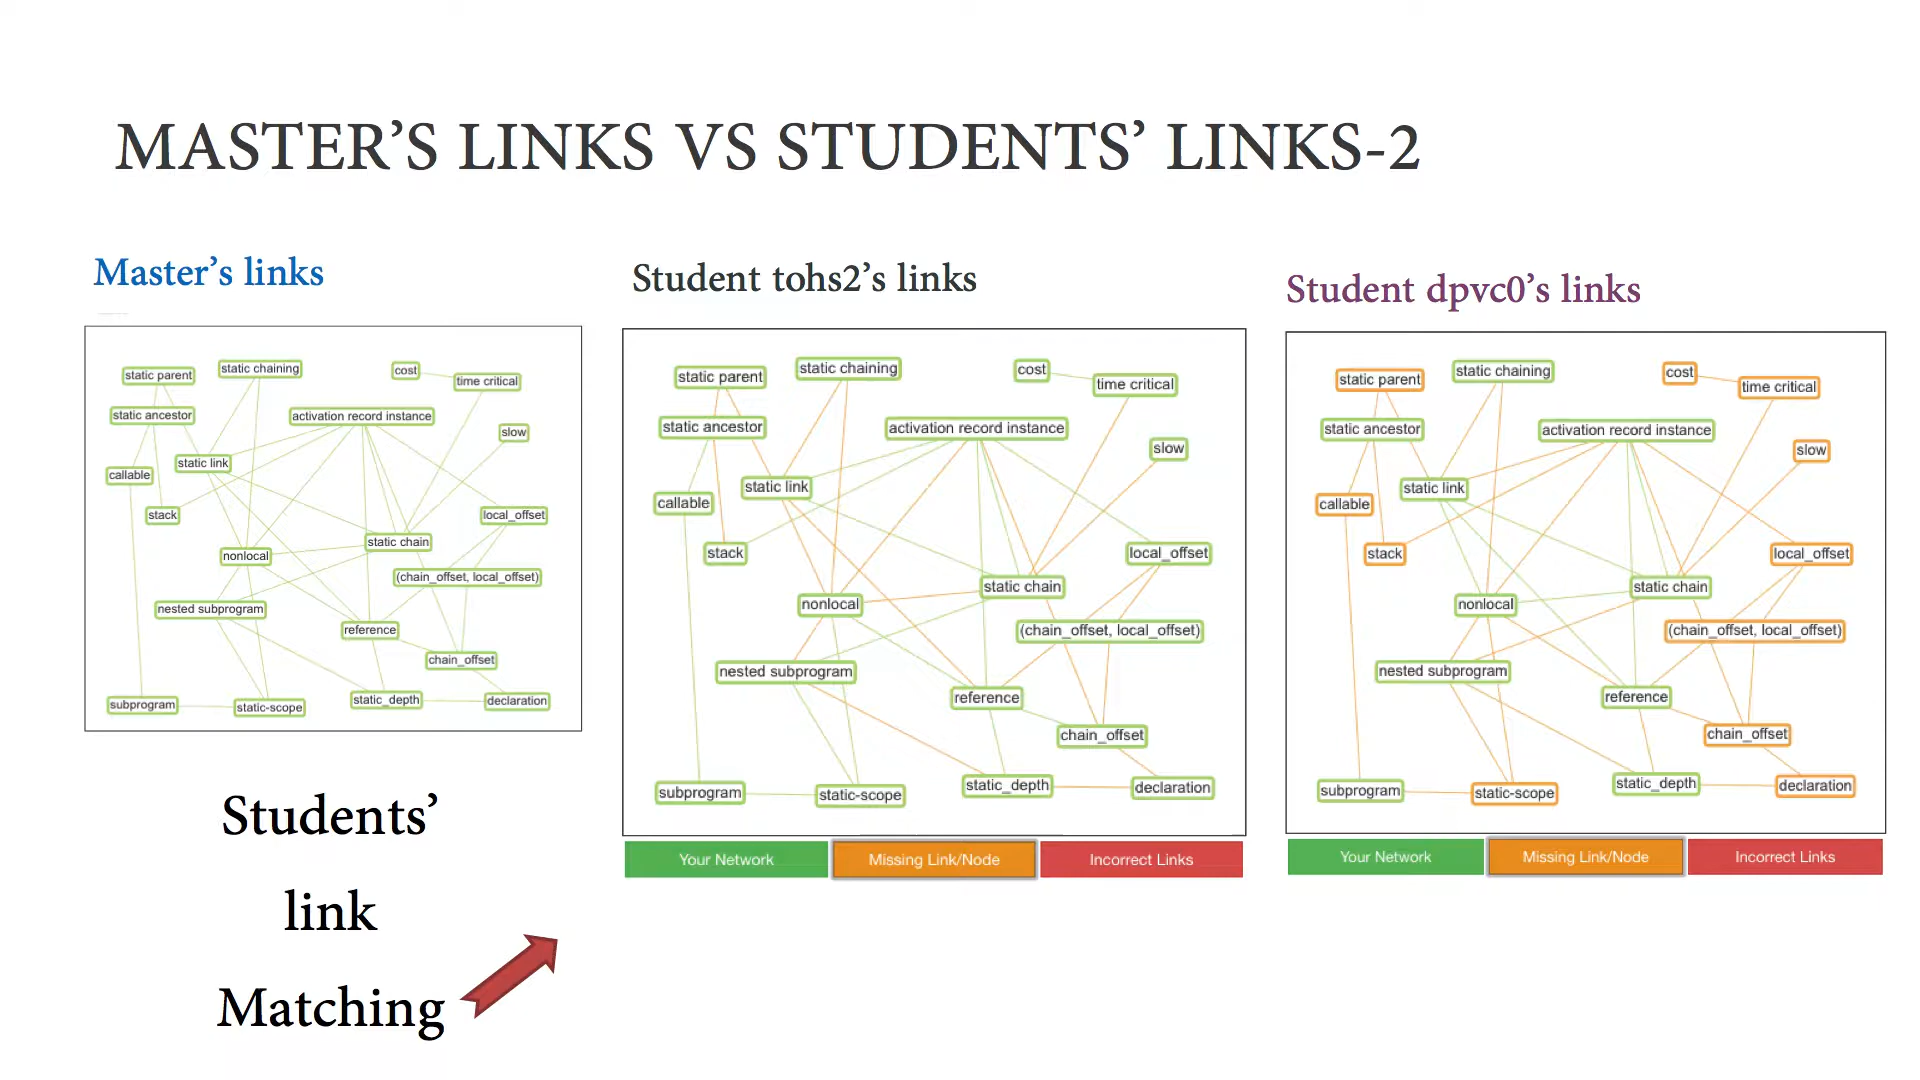 MASTER’S LINKS VS STUDENTS’ LINKS-2
Master’s links
static parent
static chaining
cost
time critical
static ancestor
activation record instance
slow
static link
callable
stack
local_offset
static chain
nonlocal
(chain_offset, local_offset)
nested subprogram
reference
chain_offset
subprogram
static-scope
static_depth
declaration
Students’
link
Matching
Student tohs2’s links
static parent
static chaining
cost
time critical
static ancestor
activation record instance
slow
static link
callable
stack
local_offset
static chain
nonlocal
(chain_offset, local_offset)
nested subprogram
reference
chain_offset
subprogram
static-scope
static_depth
declaration
Your Network
Missing Link/Node
Incorrect Links
Student dpvc0’s links
static parent
static chaining
cost
time critical
static ancestor
activation record instance
slow
static link
callable
stack
local_offset
static chain
nonlocal
(chain_offset, local_offset)
nested subprogram
reference
chain_offset
subprogram
static-scope
static_depth
declaration
Your Network
Missing Link/Node
Incorrect Links